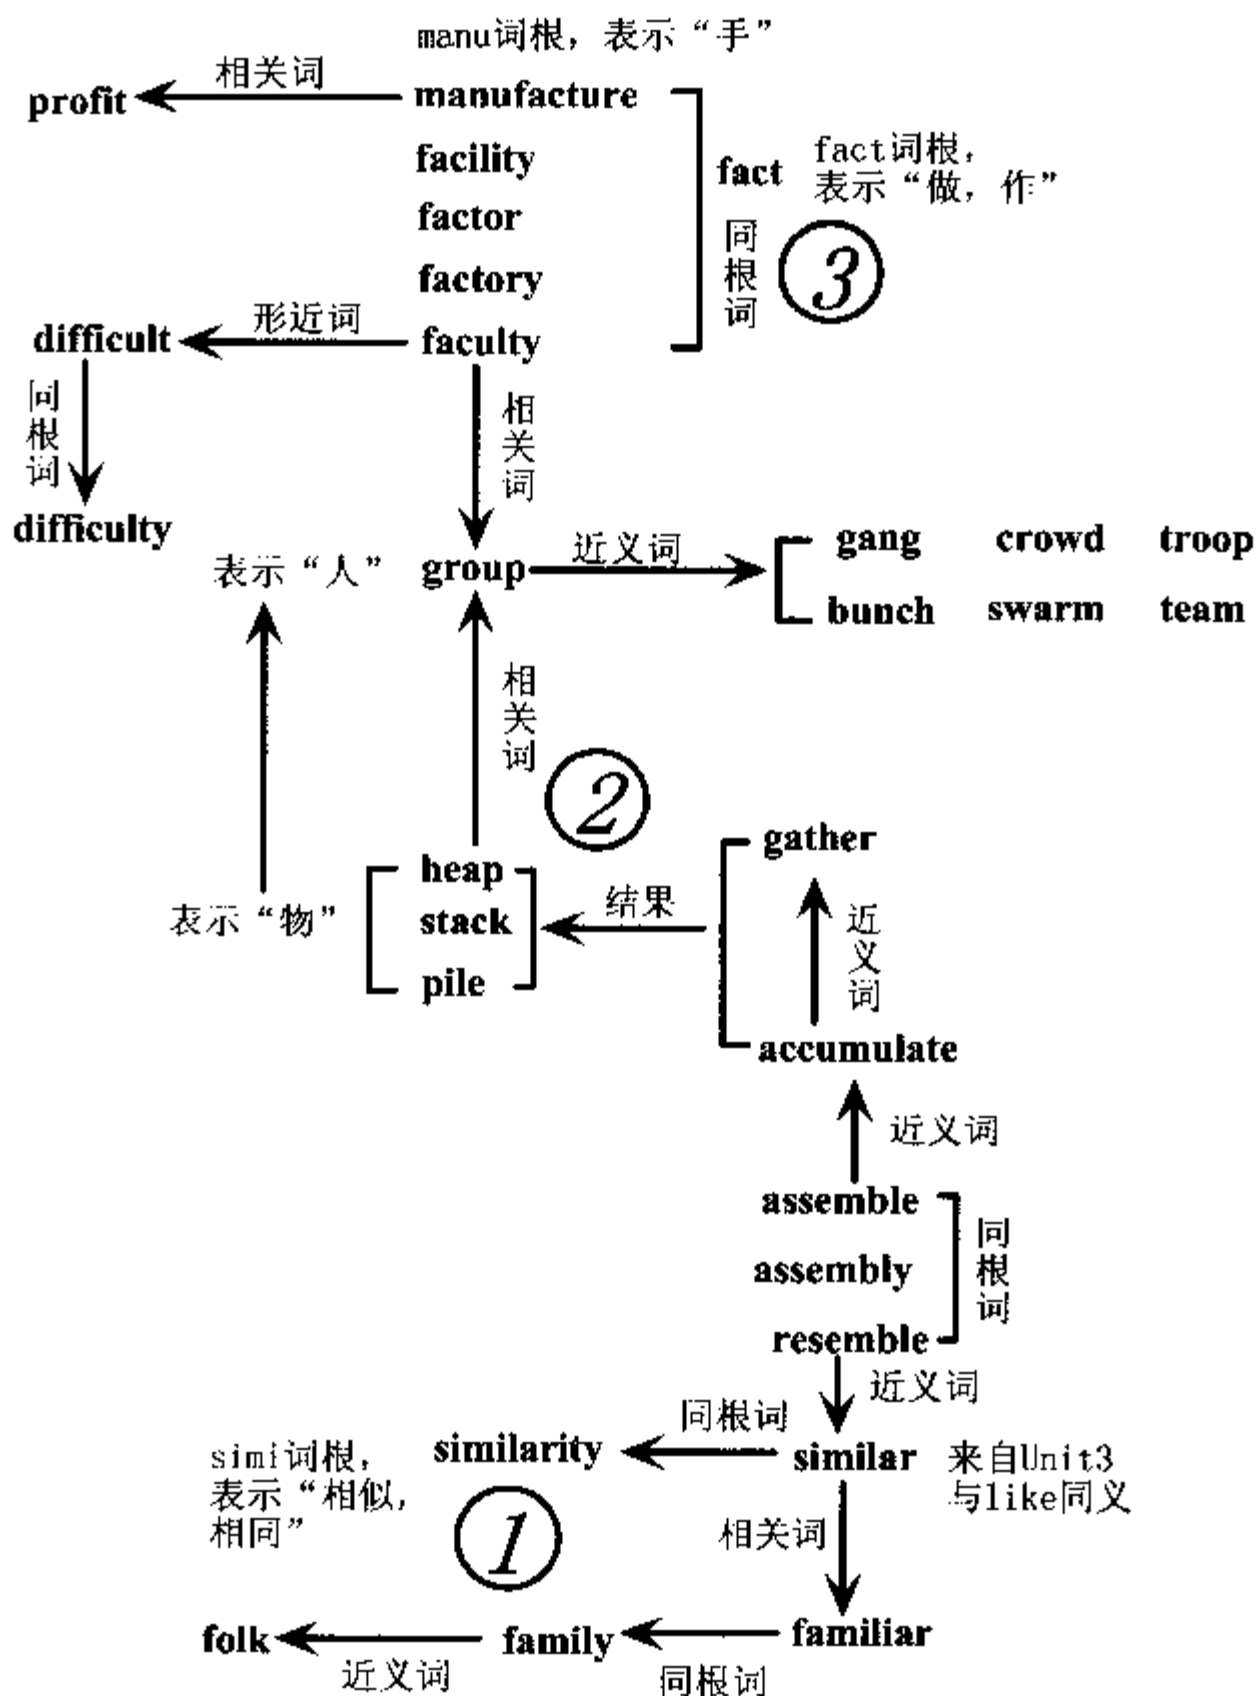 manu词根，表示“手”
相关词
profit
manufacture
facility
fact
fact词根，
表示“做，作”
factor
同根词
3
factory
形近词
difficult
faculty
同根词
相关词
difficulty
表示“人”
group
近义词
gang crowd troop
bunch swarm team
相关词
2
gather
heap
表示“物”
stack
结果
近义词
pile
accumulate
近义词
assemble
同根词
assembly
resemble
近义词
同根词
simi词根，
表示“相似，
相同”
similarity
similar
来自Unit3
与like同义
1
相关词
folk
family
familiar
近义词
同根词